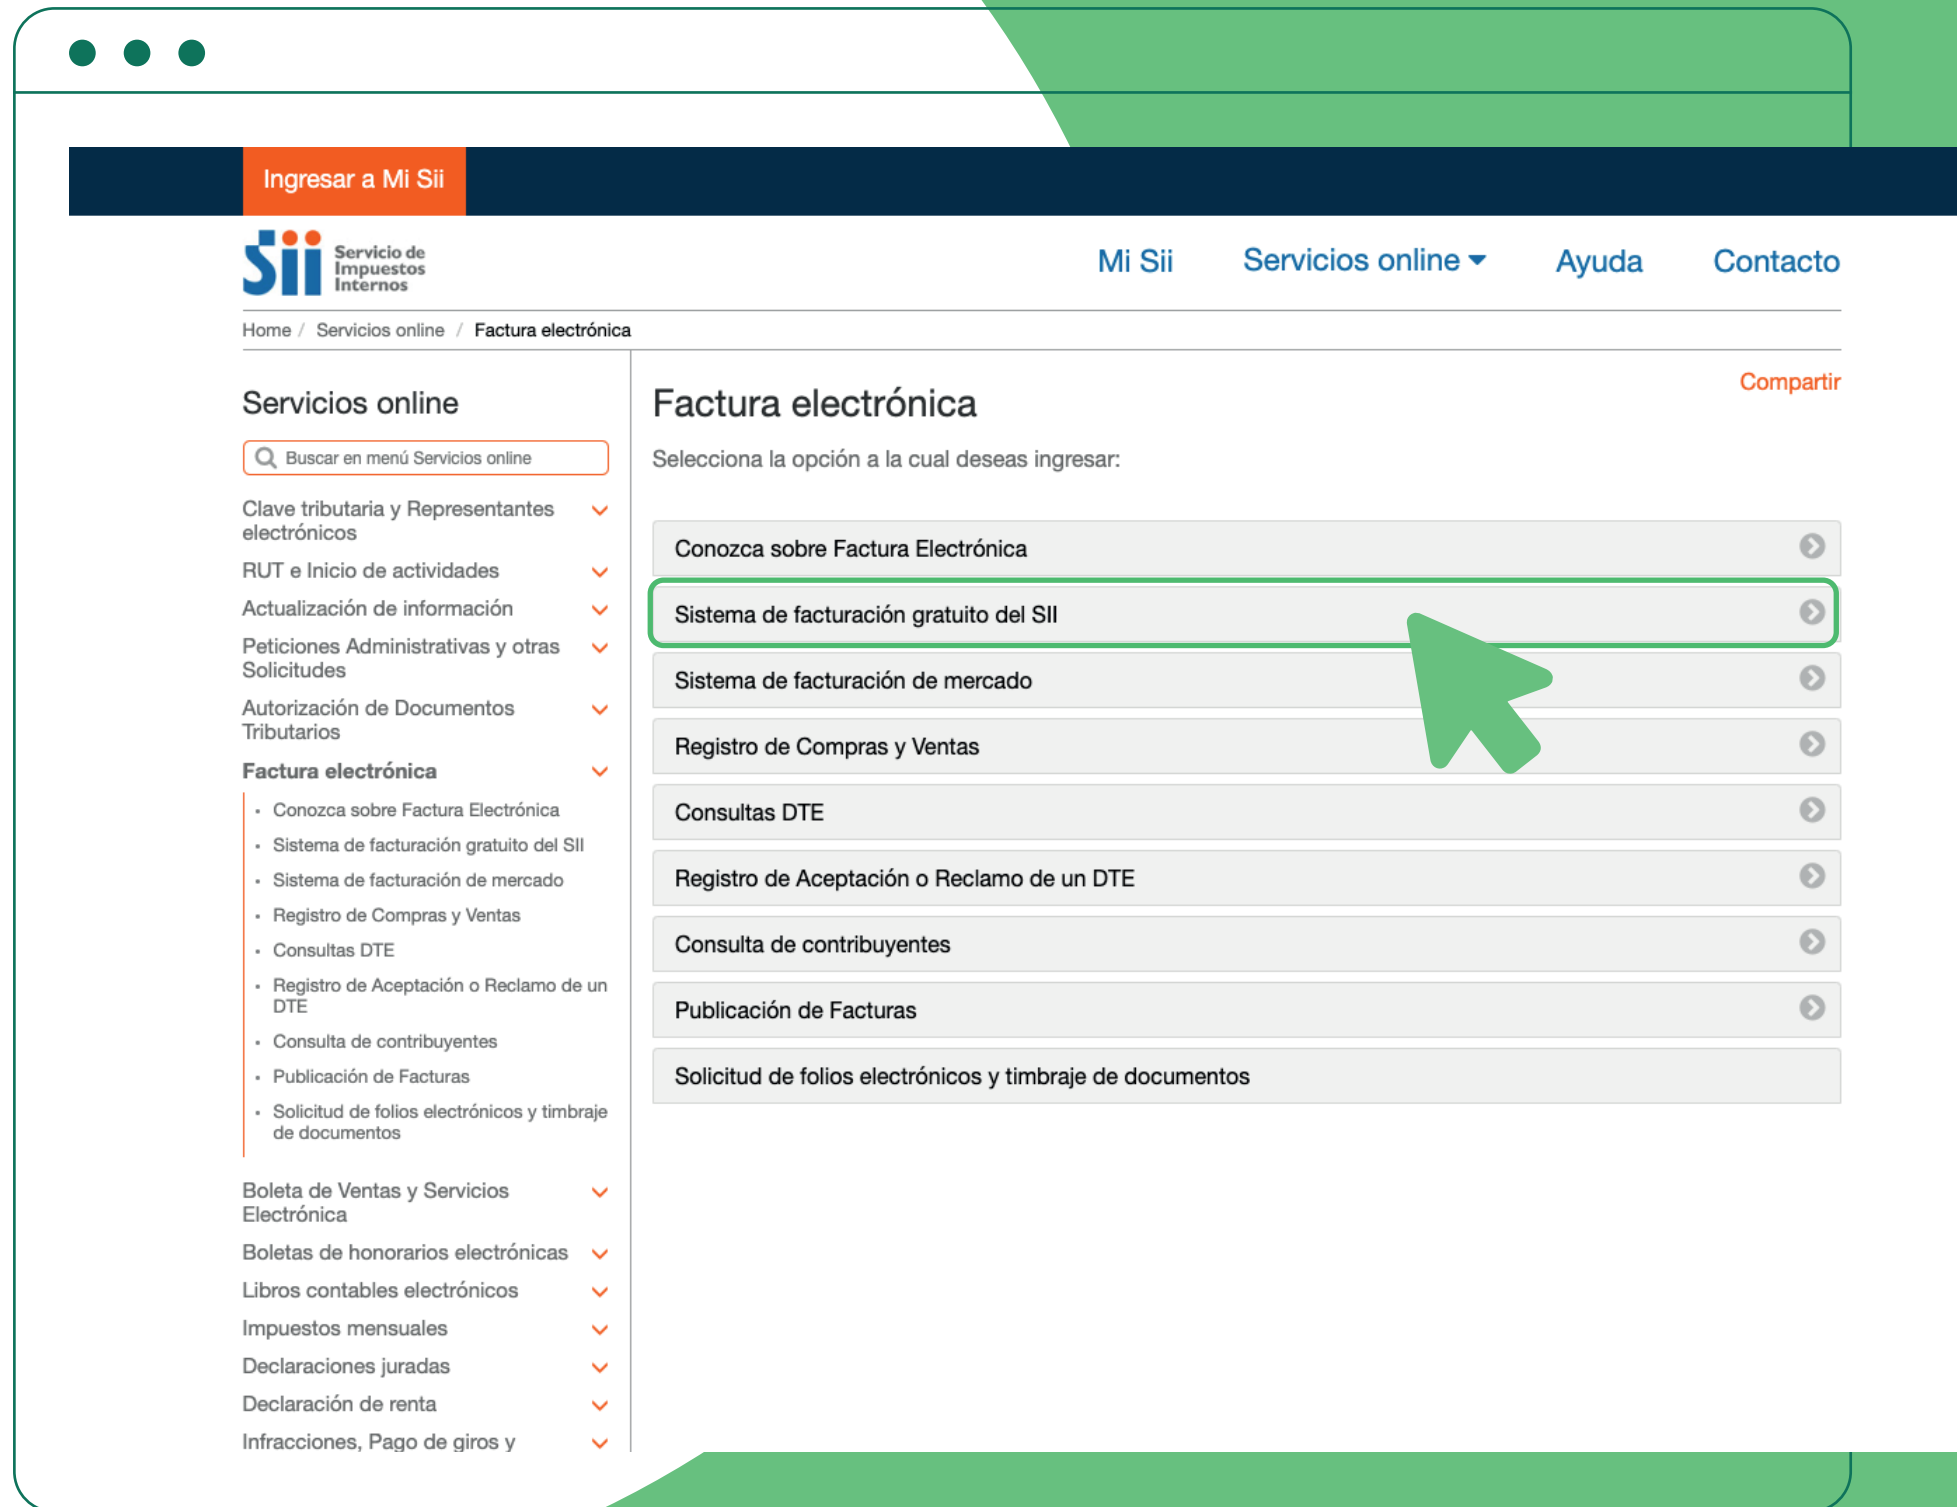 Ingresar a Mi Sii
Sii
Servicio de
Impuestos
Internos
Mi Sii
Servicios online
Ayuda
Contacto
Home / Servicios online / Factura electrónica
Servicios online
Buscar en menú Servicios online
Clave tributaria y Representantes
electrónicos
RUT e Inicio de actividades
Actualización de información
Peticiones Administrativas y otras
Solicitudes
Autorización de Documentos
Tributarios
Factura electrónica
Conozca sobre Factura Electrónica
Sistema de facturación gratuito del SII
Sistema de facturación de mercado
Registro de Compras y Ventas
Consultas DTE
Registro de Aceptación o Reclamo de un
DTE
Consulta de contribuyentes
Publicación de Facturas
Solicitud de folios electrónicos y timbraje
de documentos
Boleta de Ventas y Servicios
Electrónica
Boletas de honorarios electrónicas
Libros contables electrónicos
Impuestos mensuales
Declaraciones juradas
Declaración de renta
Infracciones, Pago de giros y
Compartir
Factura electrónica
Selecciona la opción a la cual deseas ingresar:
Conozca sobre Factura Electrónica
Sistema de facturación gratuito del SII
Sistema de facturación de mercado
Registro de Compras y Ventas
Consultas DTE
Registro de Aceptación o Reclamo de un DTE
Consulta de contribuyentes
Publicación de Facturas
Solicitud de folios electrónicos y timbraje de documentos